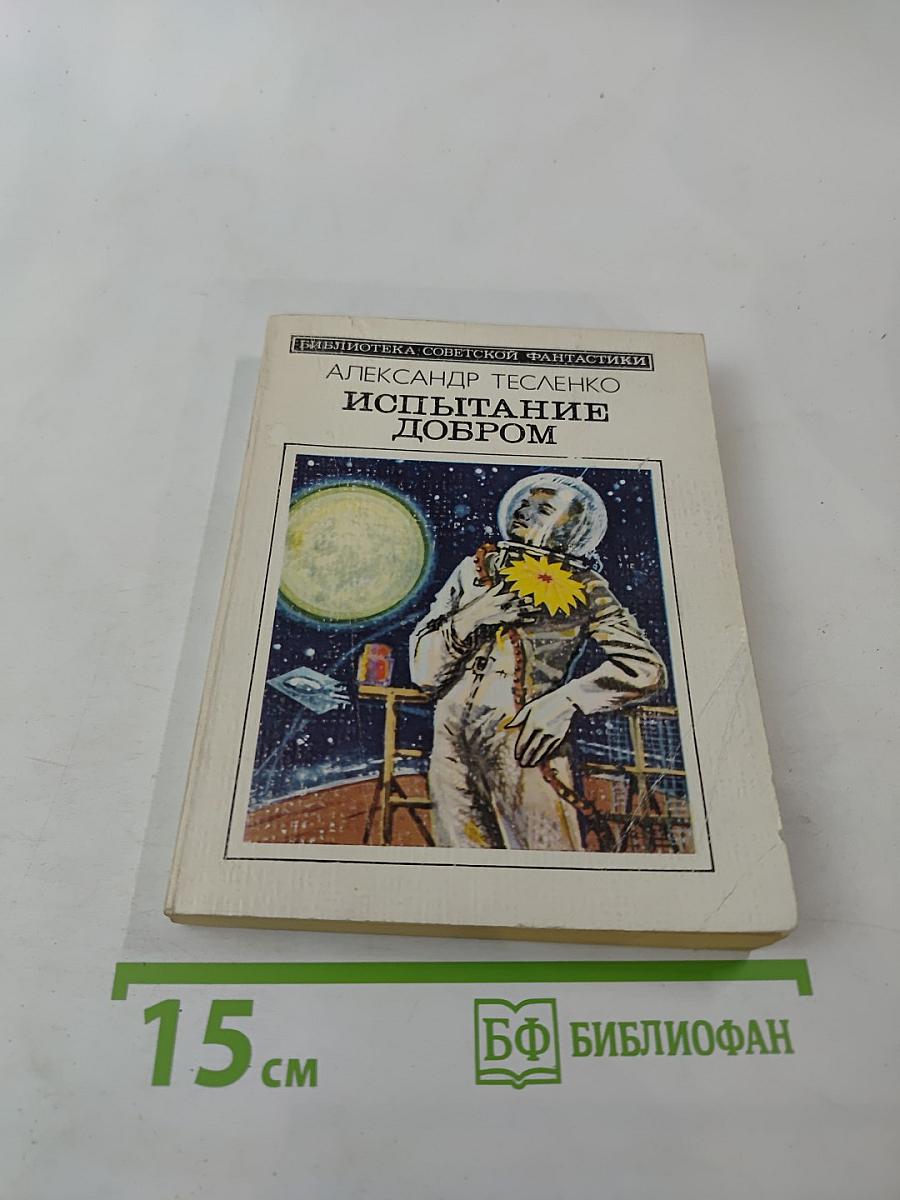 БИБЛИОТЕКА СОВЕТСКОЙ ФАНТАСТИКИ
АЛЕКСАНДР ТЕСЛЕНКО
ИСПЫТАНИЕ
ДОБРОМ
15 см
БФ БИБЛИОФАН